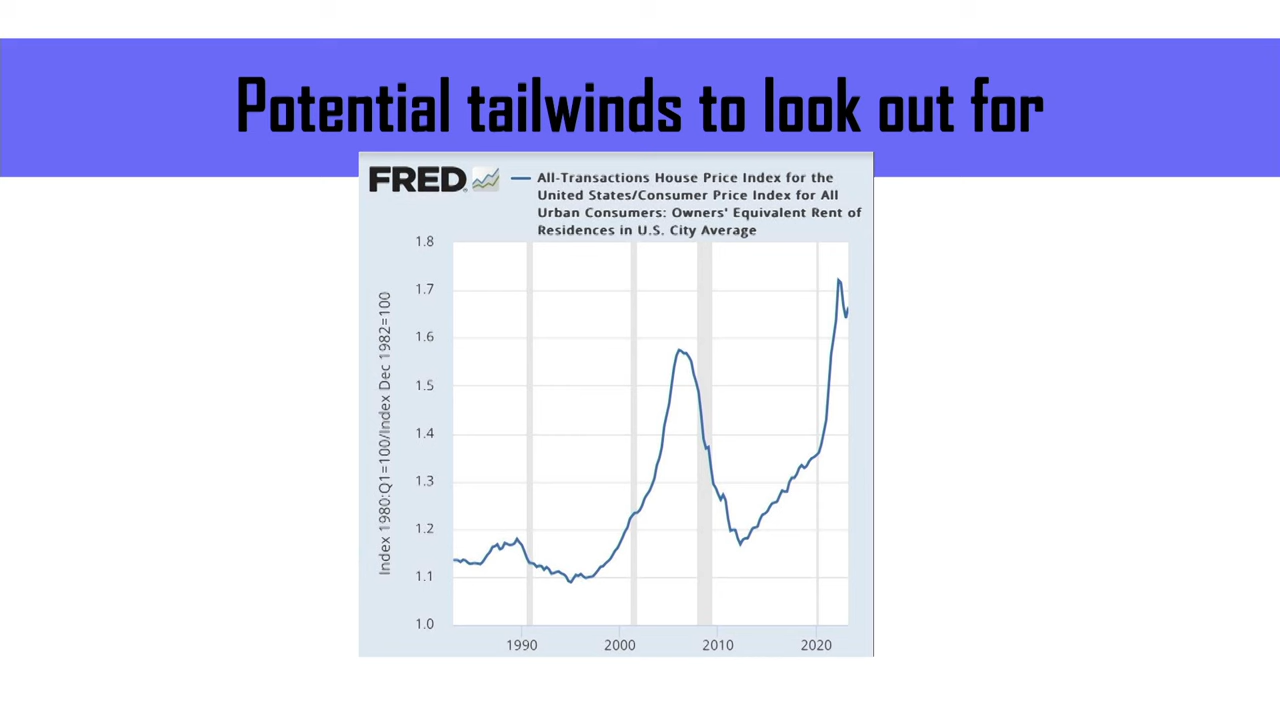 Potential tailwinds to look out for
FRED
All-Transactions House Price Index for the
United States/Consumer Price Index for All
Urban Consumers: Owners' Equivalent Rent of
Residences in U.S. City Average
1.8
1.7
1.6
1.5
1.4
1.3
1.2
1.1
1.0
Index 1980:Q1=100/Index Dec 1982=100
1990
2000
2010
2020